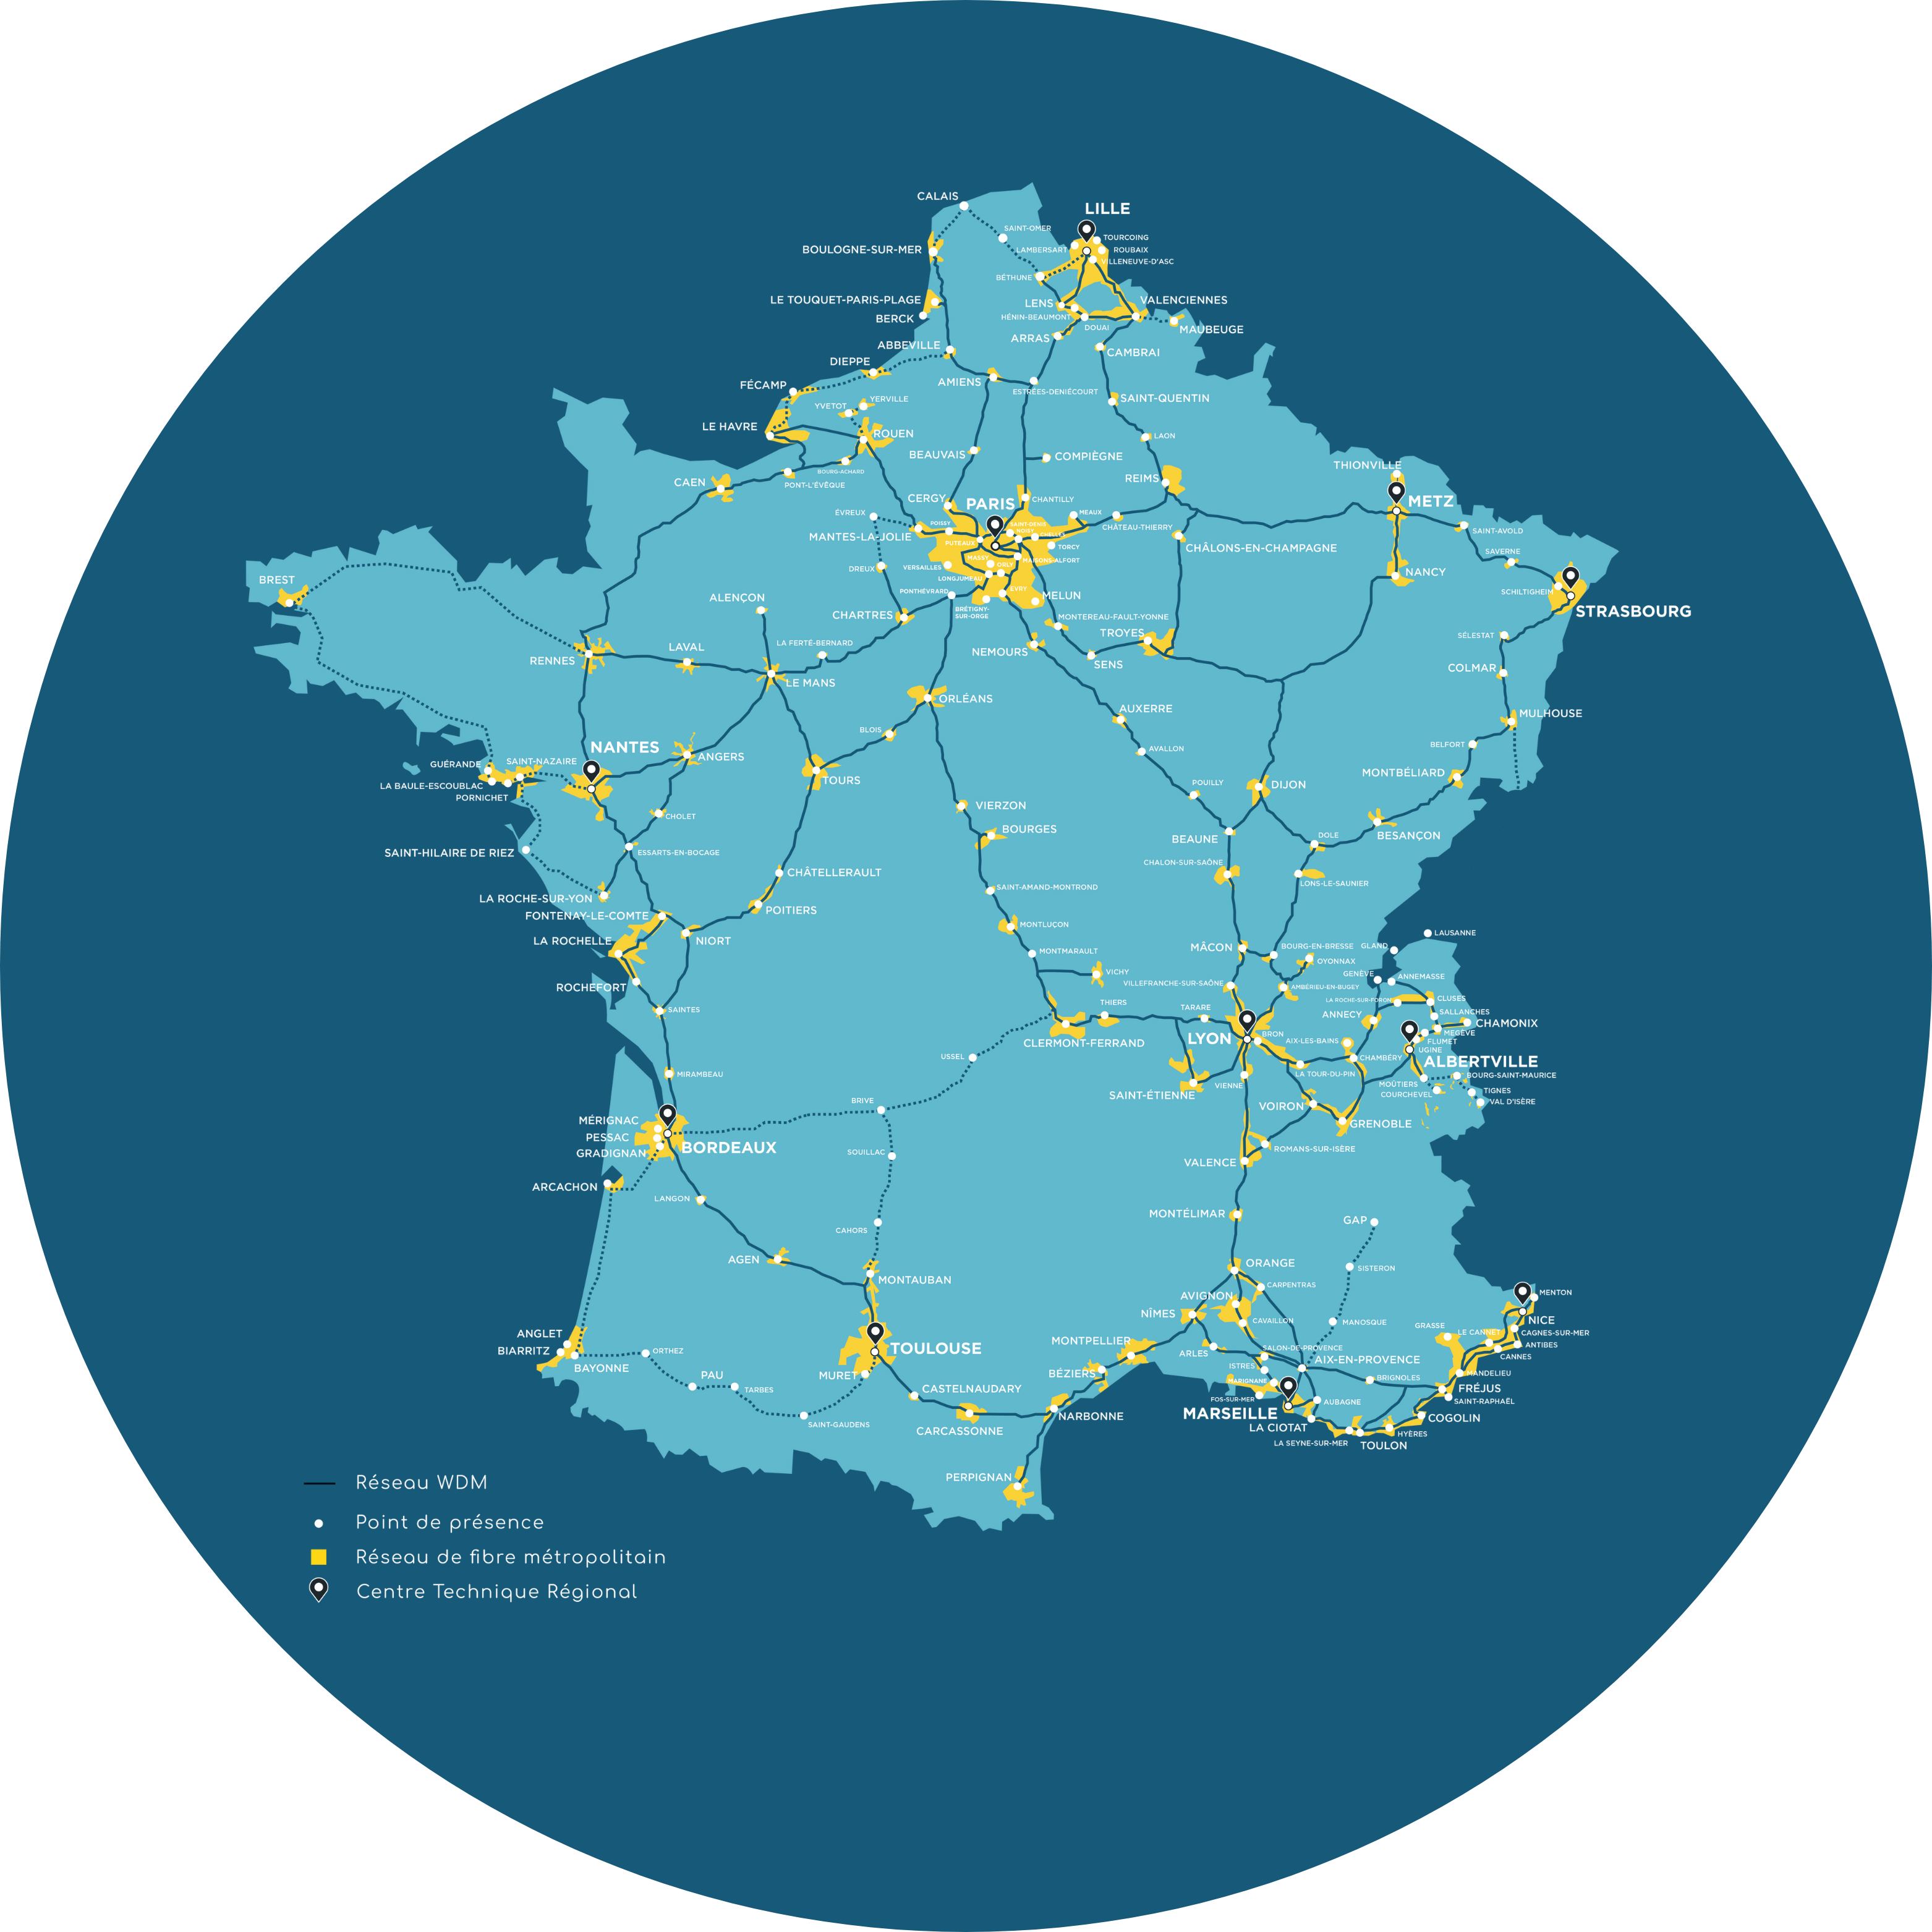 CALAIS
LILLE
SAINT-OMER
TOURCOING
BOULOGNE-SUR-MER
LAMBERSART
ROUBAIX
VILLENEUVE-D'ASC
BÉTHUNE
LE TOUQUET-PARIS-PLAGE
LENS
VALENCIENNES
BERCK
HÉNIN-BEAUMONT
DOUAI
MAUBEUGE
ARRAS
ABBEVILLE
CAMBRAI
DIEPPE
AMIENS
FÉCAMP
ESTRÉES-DENIÉCOURT
YERVILLE
SAINT-QUENTIN
YVETOT
LE HAVRE
ROUEN
LAON
BEAUVAIS
COMPIÈGNE
THIONVILLE
BOURG-ACHARD
REIMS
CAEN
PONT-L'ÉVÊQUE
CERGY
PARIS
CHANTILLY
METZ
ÉVREUX
MEAUX
POISSY
SAINT-DENIS
NOISY
CHÂTEAU-THIERRY
SAINT-AVOLD
MANTES-LA-JOLIE
PUTEAUX
TORCY
CHÂLONS-EN-CHAMPAGNE
SAVERNE
MASSY
MAISONS-ALFORT
DREUX
VERSAILLES
ORLY
NANCY
BREST
LONGJUMEAU
PONTHÉVRARD
EVRY
MELUN
SCHILTIGHEIM
ALENÇON
BRÉTIGNY-
SUR-ORGE
STRASBOURG
CHARTRES
MONTEREAU-FAULT-YONNE
TROYES
SÉLESTAT
LA FERTÉ-BERNARD
LAVAL
NEMOURS
RENNES
SENS
COLMAR
LE MANS
ORLÉANS
AUXERRE
MULHOUSE
BLOIS
BELFORT
NANTES
AVALLON
ANGERS
GUÉRANDE
SAINT-NAZAIRE
MONTBÉLIARD
TOURS
POUILLY
DIJON
LA BAULE-ESCOUBLAC
PORNICHET
VIERZON
CHOLET
BOURGES
BEAUNE
DOLE
BESANÇON
SAINT-HILAIRE DE RIEZ
ESSARTS-EN-BOCAGE
CHALON-SUR-SAÔNE
CHÂTELLERAULT
LONS-LE-SAUNIER
SAINT-AMAND-MONTROND
LA ROCHE-SUR-YON
POITIERS
FONTENAY-LE-COMTE
MONTLUÇON
LAUSANNE
LA ROCHELLE
NIORT
MÂCON
BOURG-EN-BRESSE
GLAND
MONTMARAULT
OYONNAX
VICHY
GENÈVE
ANNEMASSE
ROCHEFORT
VILLEFRANCHE-SUR-SAÔNE
AMBÉRIEU-EN-BUGEY
LA ROCHE-SUR-FORON
CLUSES
SAINTES
THIERS
TARARE
ANNECY
SALLANCHES
CHAMONIX
BRON
MEGÈVE
LYON
AIX-LES-BAINS
FLUMET
CLERMONT-FERRAND
UGINE
USSEL
CHAMBÉRY
ALBERTVILLE
MIRAMBEAU
LA TOUR-DU-PIN
BOURG-SAINT-MAURICE
VIENNE
MOÛTIERS
SAINT-ÉTIENNE
COURCHEVEL
TIGNES
BRIVE
VOIRON
VAL D'ISÈRE
MÉRIGNAC
GRENOBLE
PESSAC
BORDEAUX
ROMANS-SUR-ISÈRE
GRADIGNAN
SOUILLAC
VALENCE
ARCACHON
LANGON
MONTÉLIMAR
GAP
CAHORS
AGEN
ORANGE
SISTERON
MONTAUBAN
CARPENTRAS
AVIGNON
MENTON
NÎMES
CAVAILLON
MANOSQUE
NICE
GRASSE
LE CANNET
CAGNES-SUR-MER
ANGLET
MONTPELLIER
ANTIBES
BIARRITZ
ORTHEZ
TOULOUSE
ARLES
SALON-DE-PROVENCE
CANNES
BAYONNE
AIX-EN-PROVENCE
ISTRES
MURET
BÉZIERS
MANDELIEU
PAU
MARIGNANE
BRIGNOLES
TARBES
CASTELNAUDARY
FRÉJUS
FOS-SUR-MER
SAINT-RAPHAËL
AUBAGNE
MARSEILLE
SAINT-GAUDENS
NARBONNE
COGOLIN
CARCASSONNE
LA CIOTAT
HYÈRES
LA SEYNE-SUR-MER
TOULON
PERPIGNAN
Réseau WDM
Point de présence
Réseau de fibre métropolitain
Centre Technique Régional